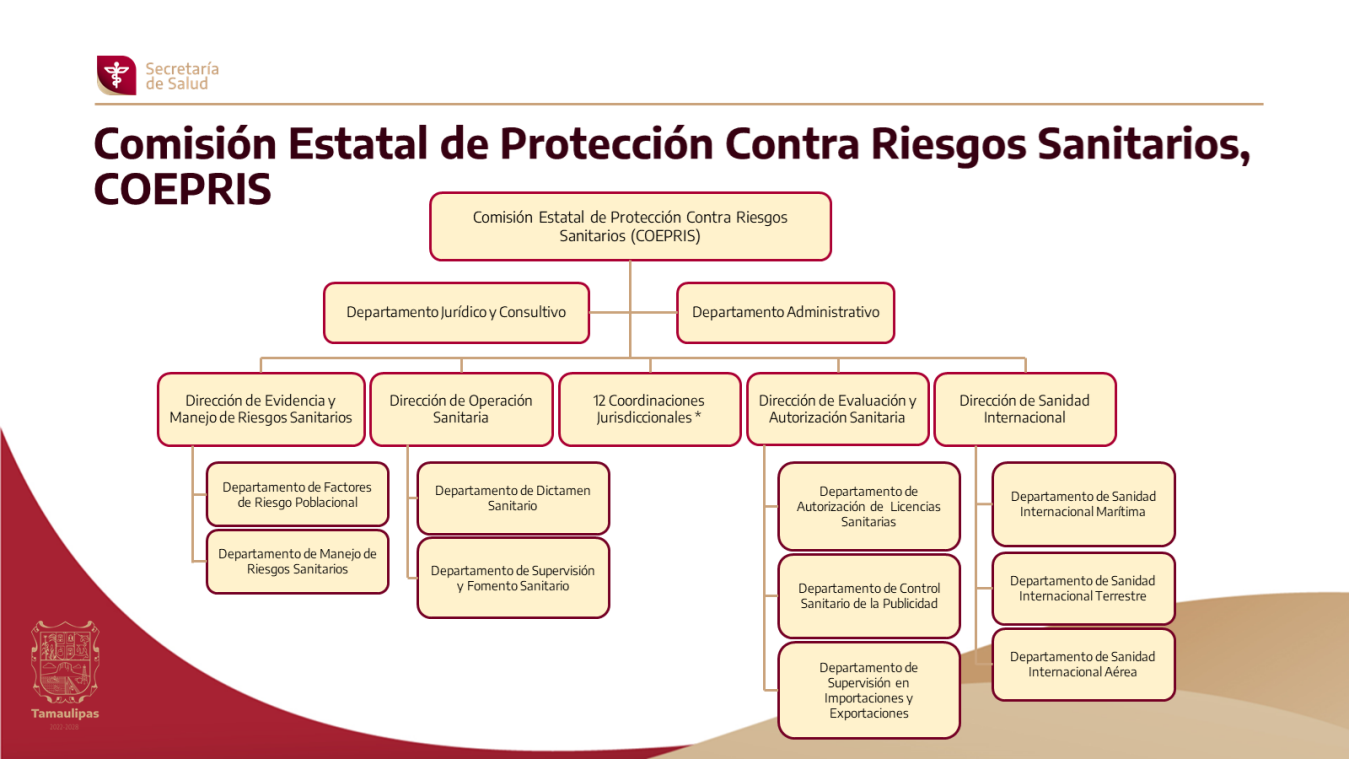 Secretaría
de Salud
Comisión Estatal de Protección Contra Riesgos Sanitarios,
COEPRIS
Comisión Estatal de Protección Contra Riesgos
Sanitarios (COEPRIS)
Departamento Jurídico y Consultivo
Departamento Administrativo
Dirección de Evidencia y
Manejo de Riesgos Sanitarios
Dirección de Operación
Sanitaria
12 Coordinaciones
Jurisdiccionales *
Dirección de Evaluación y
Autorización Sanitaria
Dirección de Sanidad
Internacional
Departamento de Factores
de Riesgo Poblacional
Departamento de Manejo de
Riesgos Sanitarios
Departamento de Dictamen
Sanitario
Departamento de Supervisión
y Fomento Sanitario
Departamento de
Autorización de Licencias
Sanitarias
Departamento de Control
Sanitario de la Publicidad
Departamento de
Supervisión en
Importaciones y
Exportaciones
Departamento de Sanidad
Internacional Marítima
Departamento de Sanidad
Internacional Terrestre
Departamento de Sanidad
Internacional Aérea
Tamaulipas
2022-2028